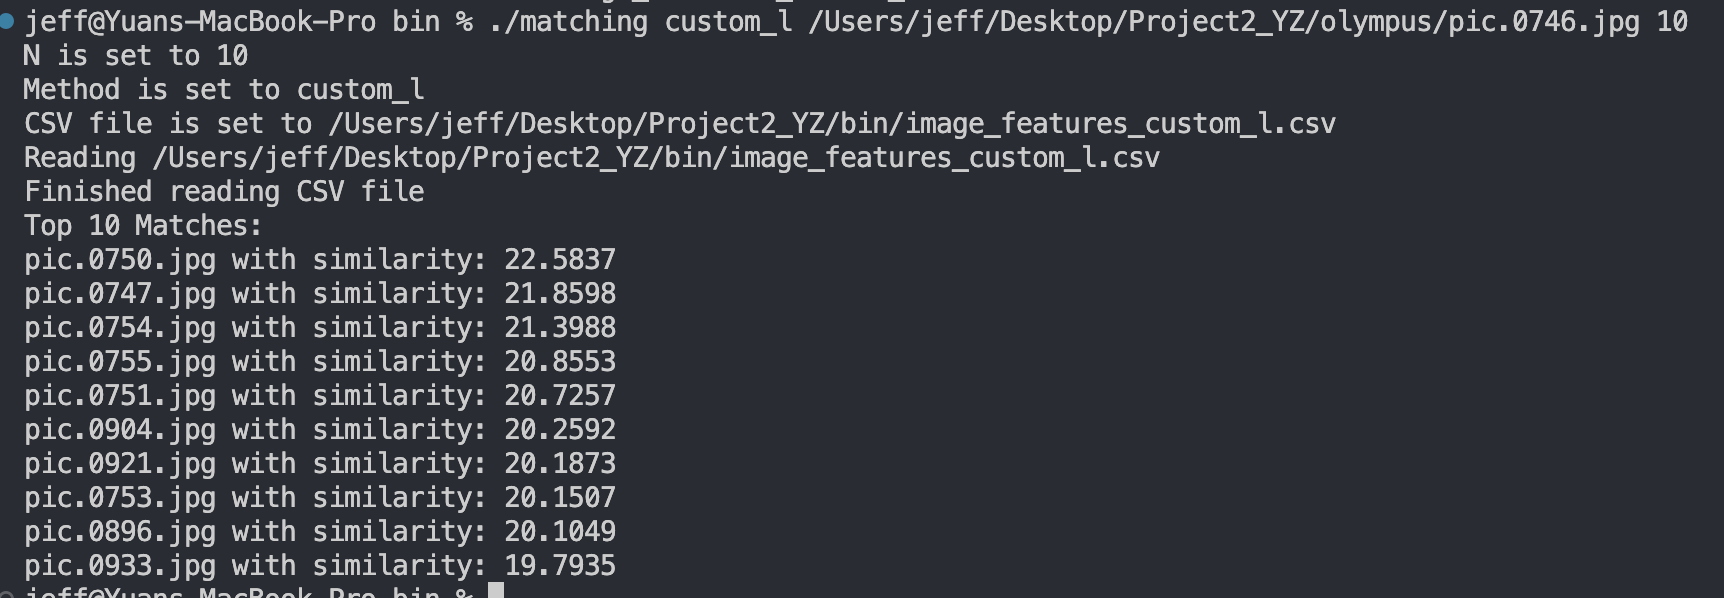 jeff@Yuans-MacBook-Pro bin % ./matching custom_l /Users/jeff/Desktop/Project2_YZ/olympus/pic.0746.jpg 10
N is set to 10
Method is set to custom_l
CSV file is set to /Users/jeff/Desktop/Project2_YZ/bin/image_features_custom_l.csv
Reading /Users/jeff/Desktop/Project2_YZ/bin/image_features_custom_l.csv
Finished reading CSV file
Top 10 Matches:
pic.0750.jpg with similarity: 22.5837
pic.0747.jpg with similarity: 21.8598
pic.0754.jpg with similarity: 21.3988
pic.0755.jpg with similarity: 20.8553
pic.0751.jpg with similarity: 20.7257
pic.0904.jpg with similarity: 20.2592
pic.0921.jpg with similarity: 20.1873
pic.0753.jpg with similarity: 20.1507
pic.0896.jpg with similarity: 20.1049
pic.0933.jpg with similarity: 19.7935
jeff@Yuans-MacBook-Pro bin %